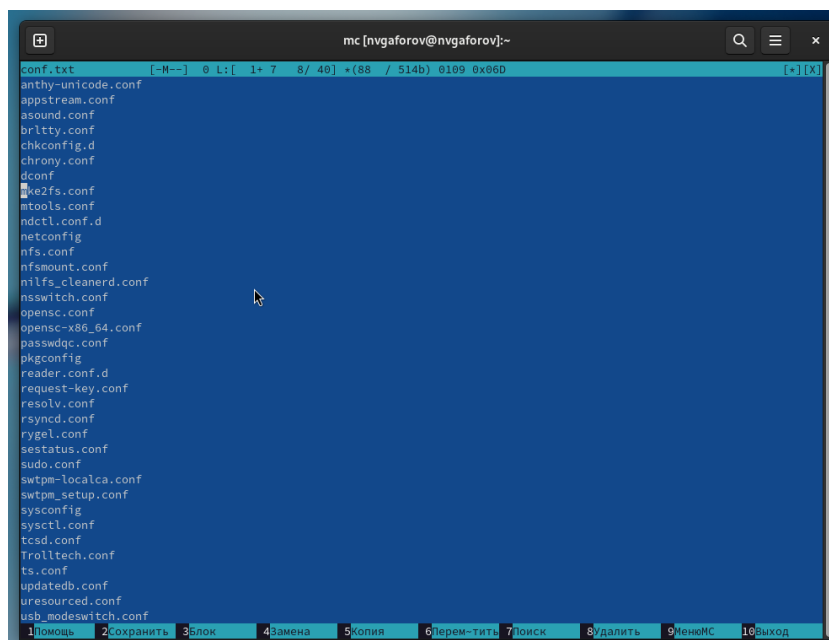 mc [nvgaforov@nvgaforov]:~
conf.txt [-M--] 0 L:[ 1+ 7 8/ 40] *(88 / 514b) 0109 0x06D [*][X]
anthy-unicode.conf
appstream.conf
asound.conf
brltty.conf
chkconfig.d
chrony.conf
dconf
mke2fs.conf
mtools.conf
ndctl.conf.d
netconfig
nfs.conf
nfsmount.conf
nilfs_cleanerd.conf
nsswitch.conf
opensc.conf
opensc-x86_64.conf
passwdqc.conf
pkgconfig
reader.conf.d
request-key.conf
resolv.conf
rsyncd.conf
rygel.conf
sestatus.conf
sudo.conf
swtpm-localca.conf
swtpm_setup.conf
sysconfig
sysctl.conf
tcsd.conf
Trolltech.conf
ts.conf
updatedb.conf
uresourced.conf
usb_modeswitch.conf
1Помощь 2Сохранить 3Блок 4Замена 5Копия 6Перем~тить 7Поиск 8Удалить 9МенюMC 10Выход